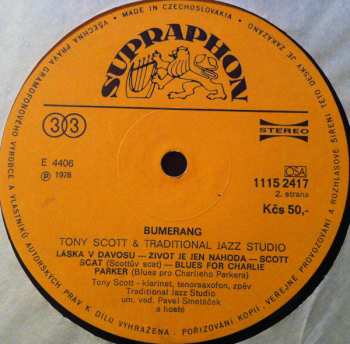 VŠECHNA PRÁVA GRAMOFONOVÉHO VÝROBCE A VLASTNÍKŮ AUTORSKÝCH PRÁV K DÍLU VYHRAŽENA. POŘIZOVÁNÍ KOPIÍ, VEŘEJNÉ PROVOZOVÁNÍ A ROZHLASOVÉ ŠÍŘENÍ TÉTO DESKY JE ZAKÁZÁNO
• MADE IN CZECHOSLOVAKIA •
SUPRAPHON
33
STEREO
E 4406
℗ 1978
OSA
1115 2417
2. strana
Kčs 50,-
BUMERANG
TONY SCOTT & TRADITIONAL JAZZ STUDIO
LÁSKA V DAVOSU — ŽIVOT JE JEN NÁHODA — SCOTT
SCAT (Scottův scat) — BLUES FOR CHARLIE
PARKER (Blues pro Charlieho Parkera)
Tony Scott - klarinet, tenorsaxofon, zpěv
Traditional Jazz Studio
um. ved. Pavel Smetáček
a hosté